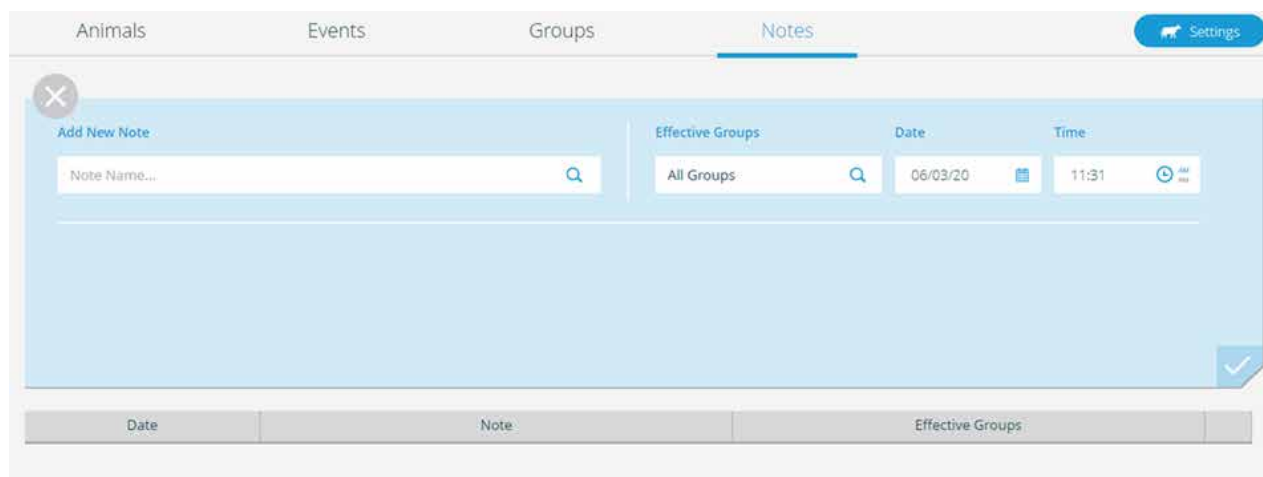 Animals Events Groups Notes Settings
Add New Note Effective Groups Date Time
Note Name... All Groups 06/03/20 11:31 AM
Date Note Effective Groups